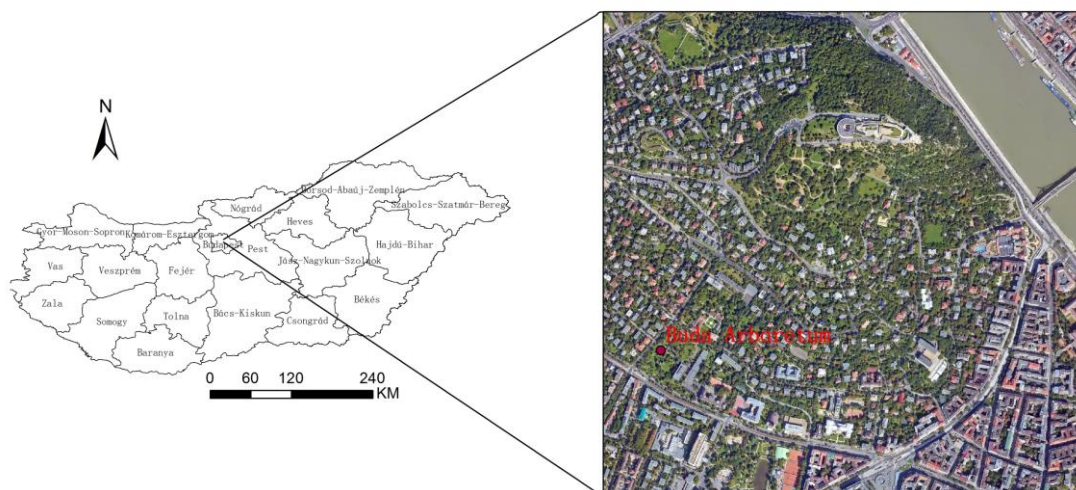 N
Borsod-Abaúj-Zemplén
Nógrád
Szabolcs-Szatmár-Bereg
Heves
Gyor-Moson-Sopron
Komárom-Esztergom
Budapest
Pest
Hajdú-Bihar
Vas
Veszprém
Fejér
Jász-Nagykun-Szolnok
Zala
Somogy
Tolna
Bács-Kiskun
Békés
Csongrád
Baranya
0 60 120 240
KM
Buda Arboretum